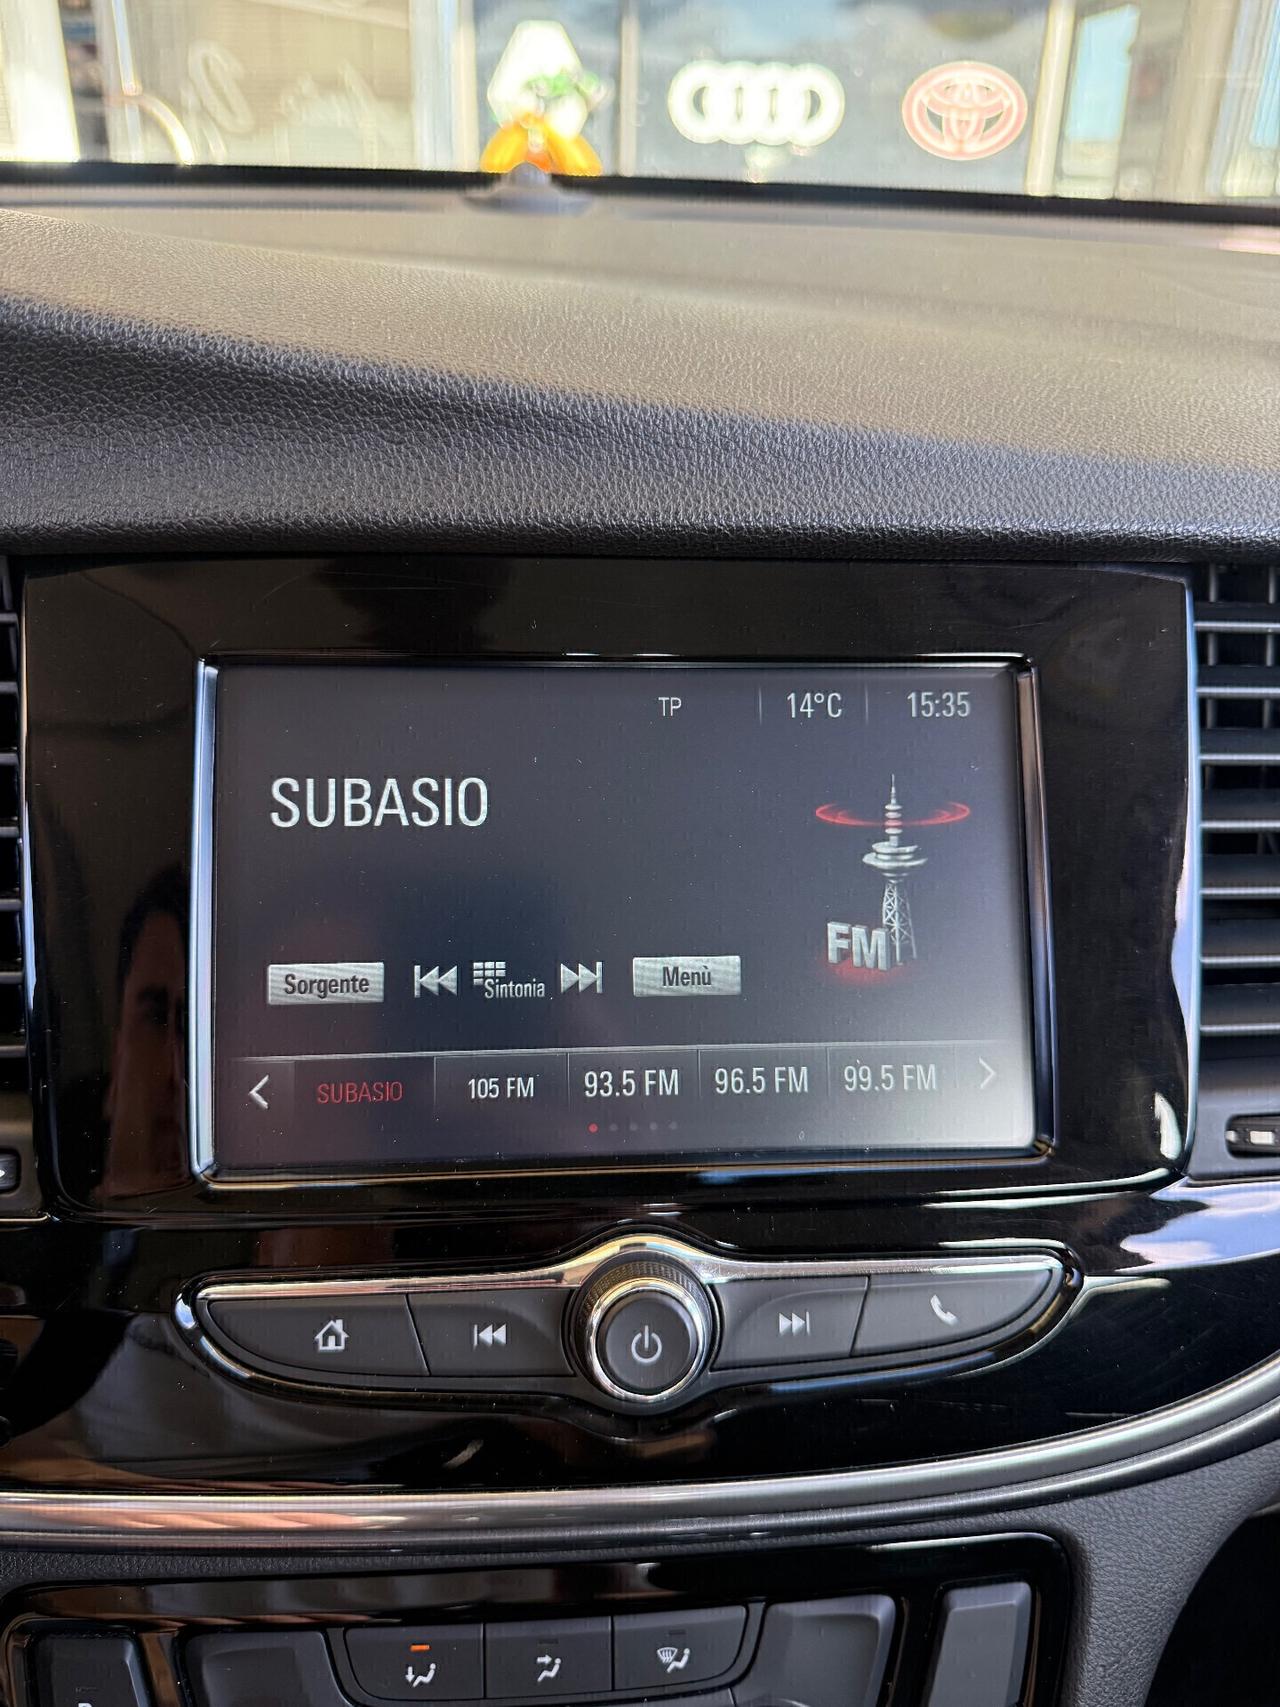 TP 14°C 15:35
SUBASIO
FM
Sorgente Sintonia Menù
SUBASIO 105 FM 93.5 FM 96.5 FM 99.5 FM